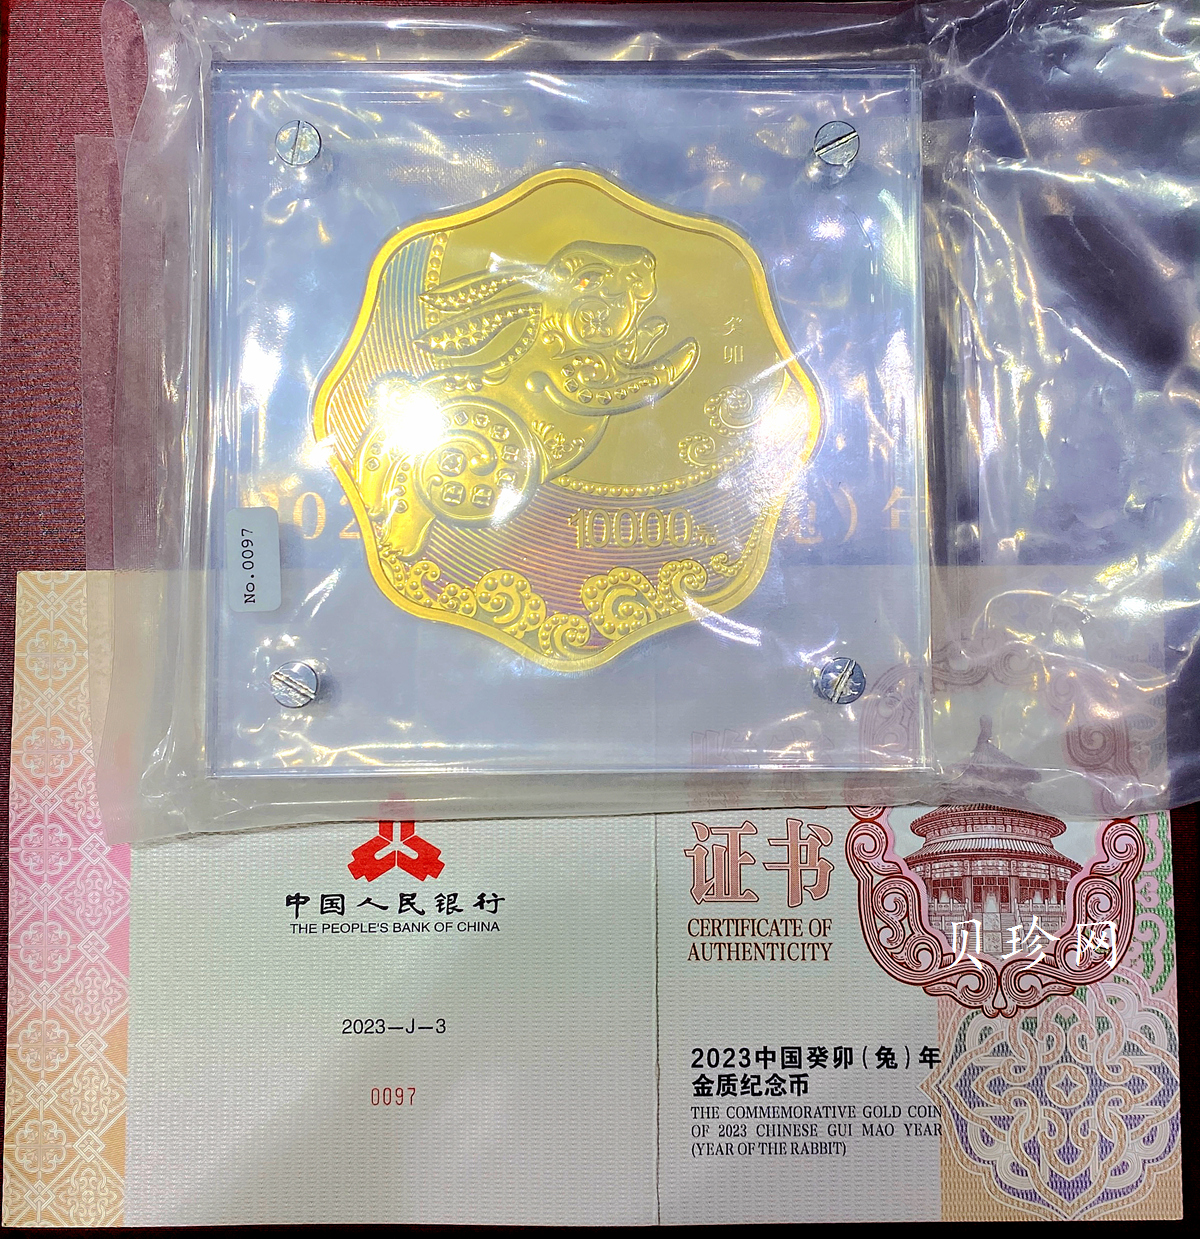 癸
卯
10000元
No.0097
中国人民银行
THE PEOPLE'S BANK OF CHINA
2023—J—3
0097
证书
CERTIFICATE OF
AUTHENTICITY
贝珍网
2023中国癸卯(兔)年
金质纪念币
THE COMMEMORATIVE GOLD COIN
OF 2023 CHINESE GUI MAO YEAR
(YEAR OF THE RABBIT)